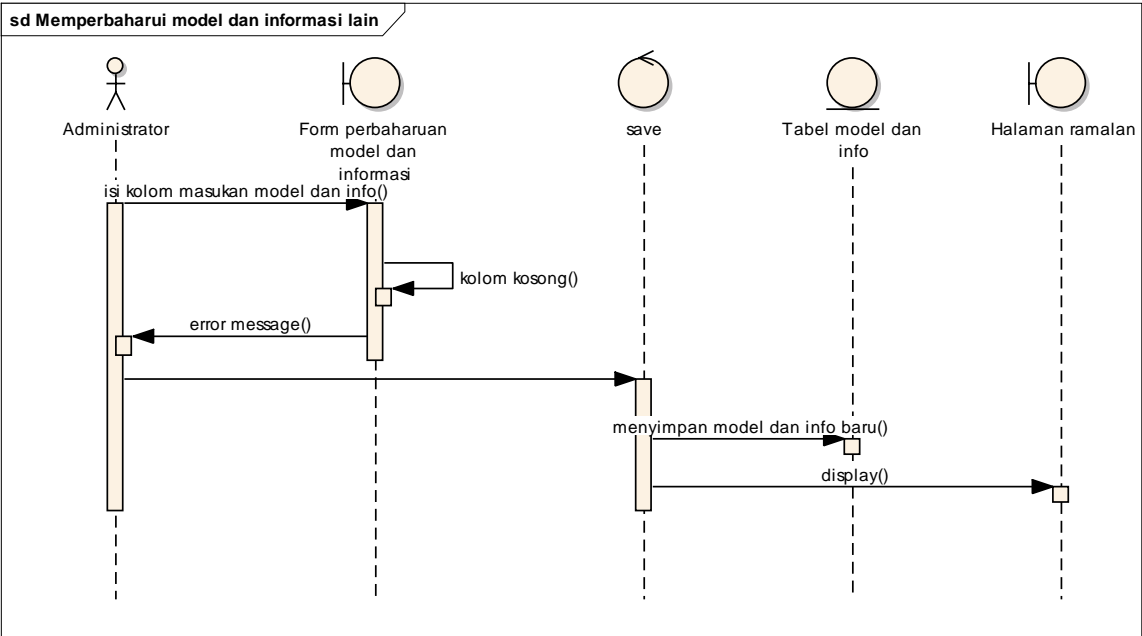 sd Memperbaharui model dan informasi lain
Administrator
Form perbaharuan
model dan
informasi
save
Tabel model dan
info
Halaman ramalan
isi kolom masukan model dan info()
kolom kosong()
error message()
menyimpan model dan info baru()
display()